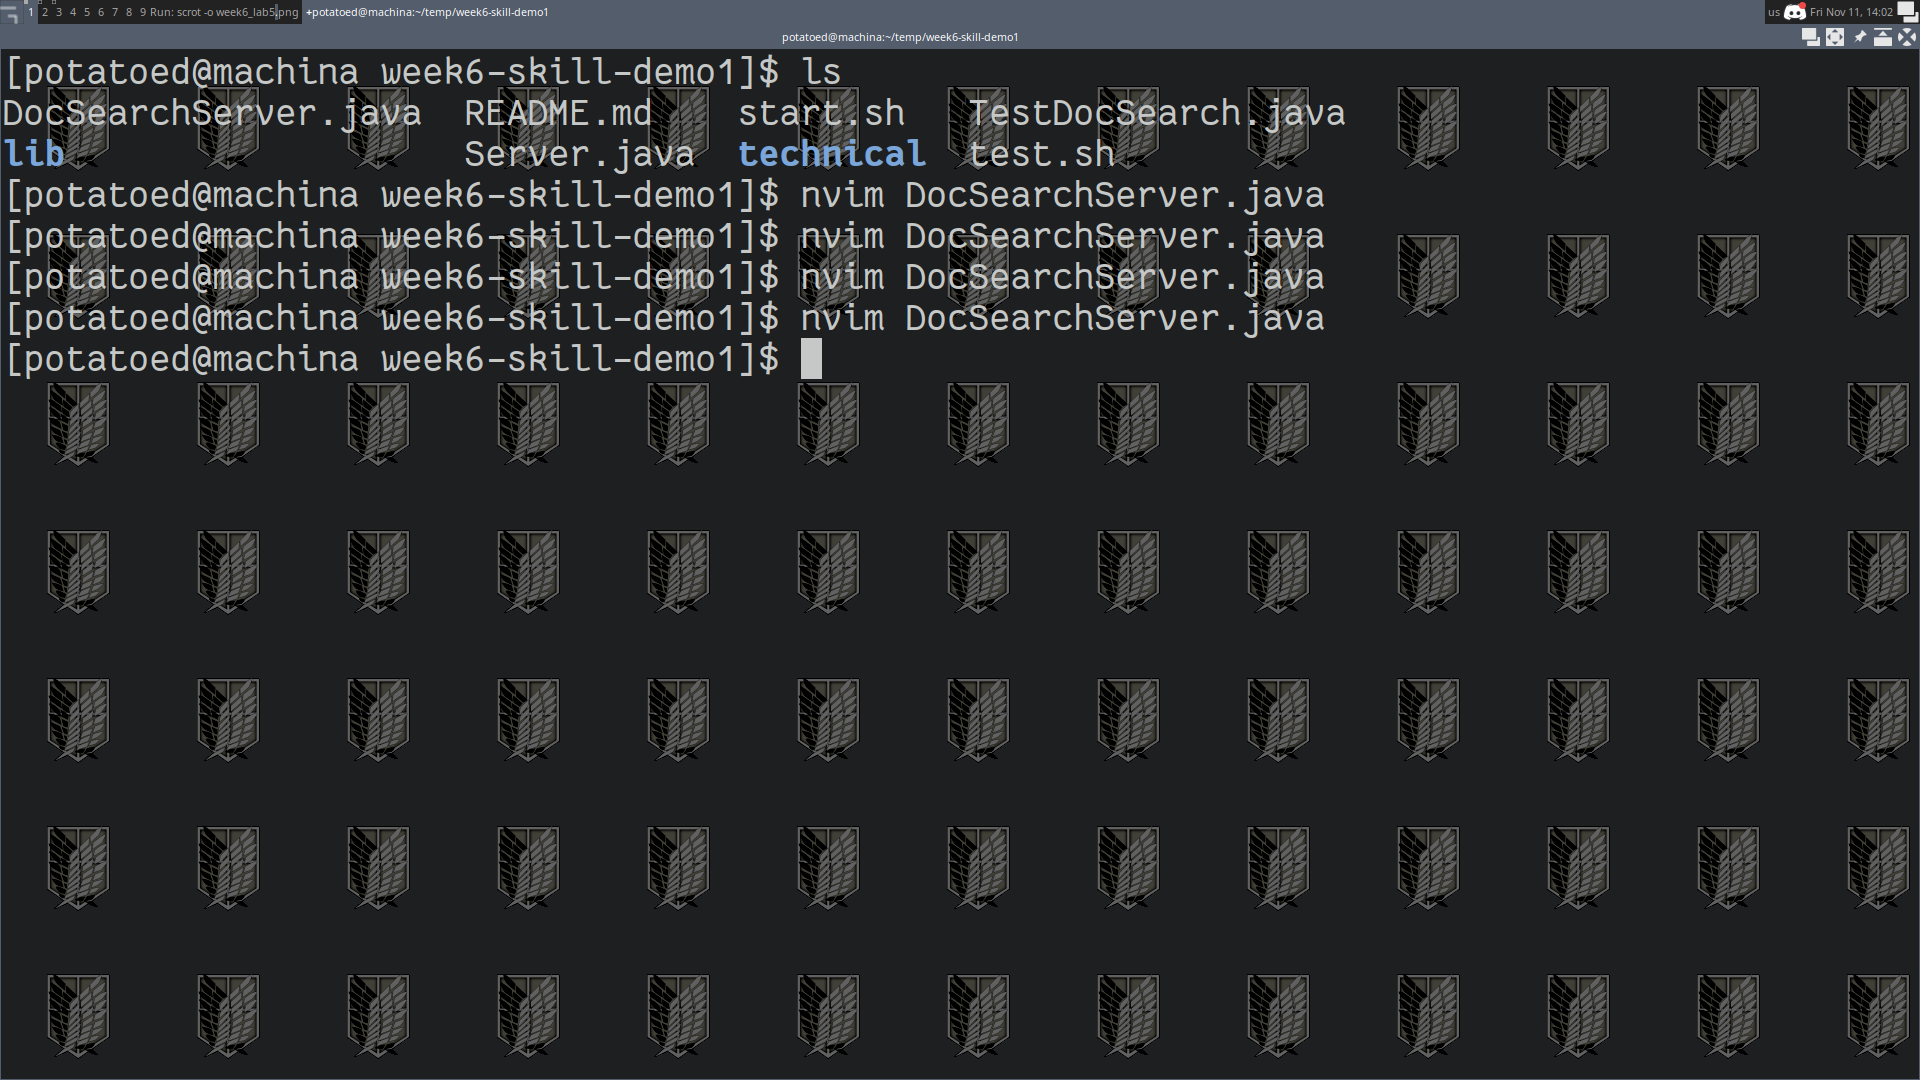 1 2 3 4 5 6 7 8 9 Run: scrot -o week6_lab5.png +potatoed@machina:~/temp/week6-skill-demo1 us Fri Nov 11, 14:02
potatoed@machina:~/temp/week6-skill-demo1
[potatoed@machina week6-skill-demo1]$ ls
DocSearchServer.java README.md start.sh TestDocSearch.java
lib Server.java technical test.sh
[potatoed@machina week6-skill-demo1]$ nvim DocSearchServer.java
[potatoed@machina week6-skill-demo1]$ nvim DocSearchServer.java
[potatoed@machina week6-skill-demo1]$ nvim DocSearchServer.java
[potatoed@machina week6-skill-demo1]$ nvim DocSearchServer.java
[potatoed@machina week6-skill-demo1]$